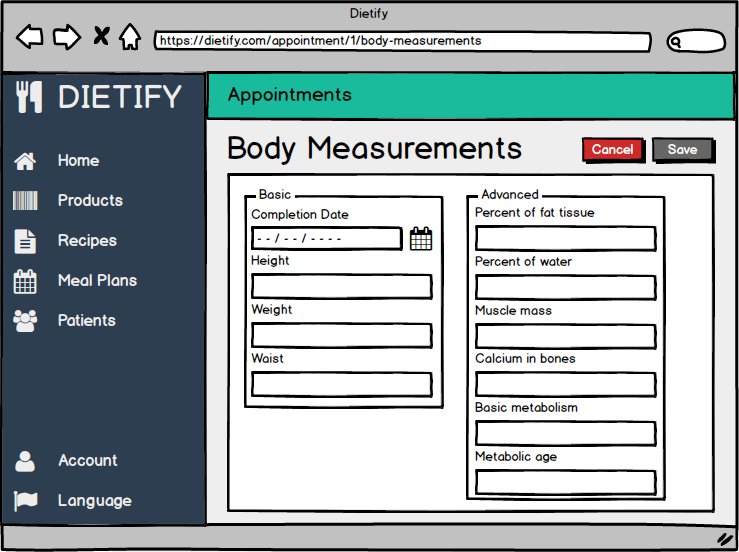 Dietify
https://dietify.com/appointment/1/body-measurements
DIETIFY
Home
Products
Recipes
Meal Plans
Patients
Account
Language
Appointments
Body Measurements
Cancel
Save
Basic
Completion Date
--/--/----
Height
Weight
Waist
Advanced
Percent of fat tissue
Percent of water
Muscle mass
Calcium in bones
Basic metabolism
Metabolic age